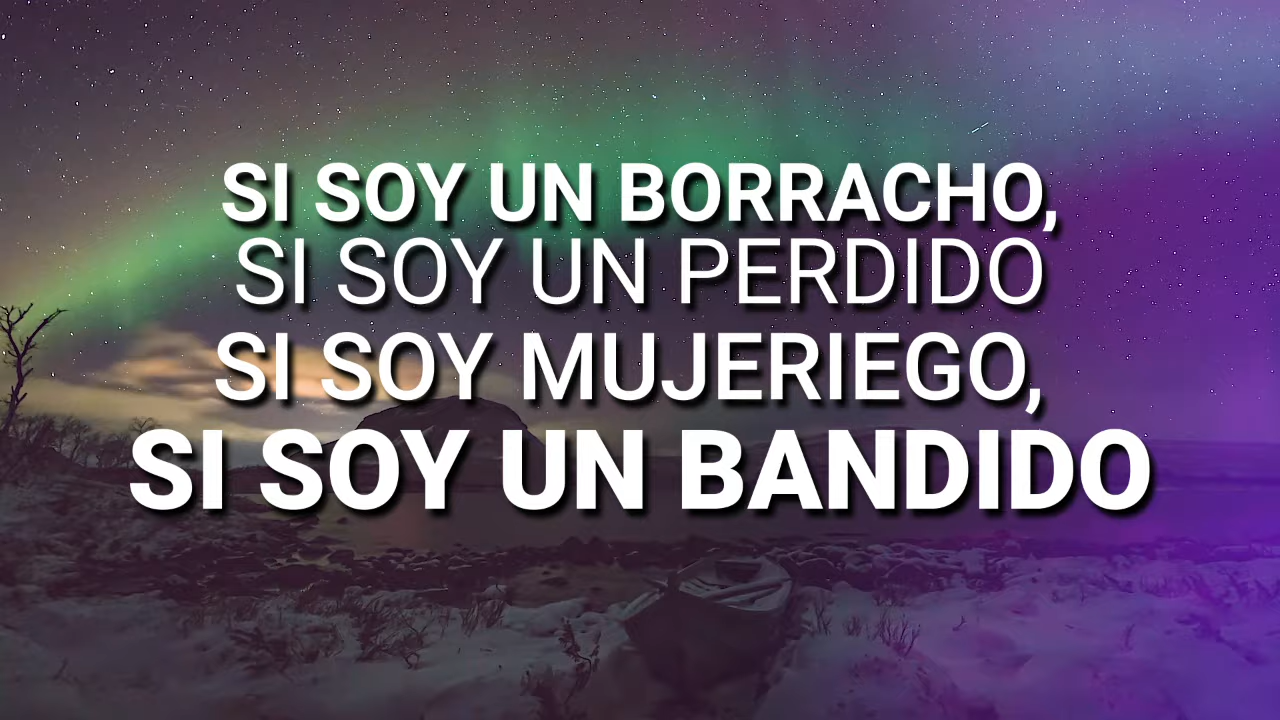 SI SOY UN BORRACHO,
SI SOY UN PERDIDO
SI SOY MUJERIEGO,
SI SOY UN BANDIDO